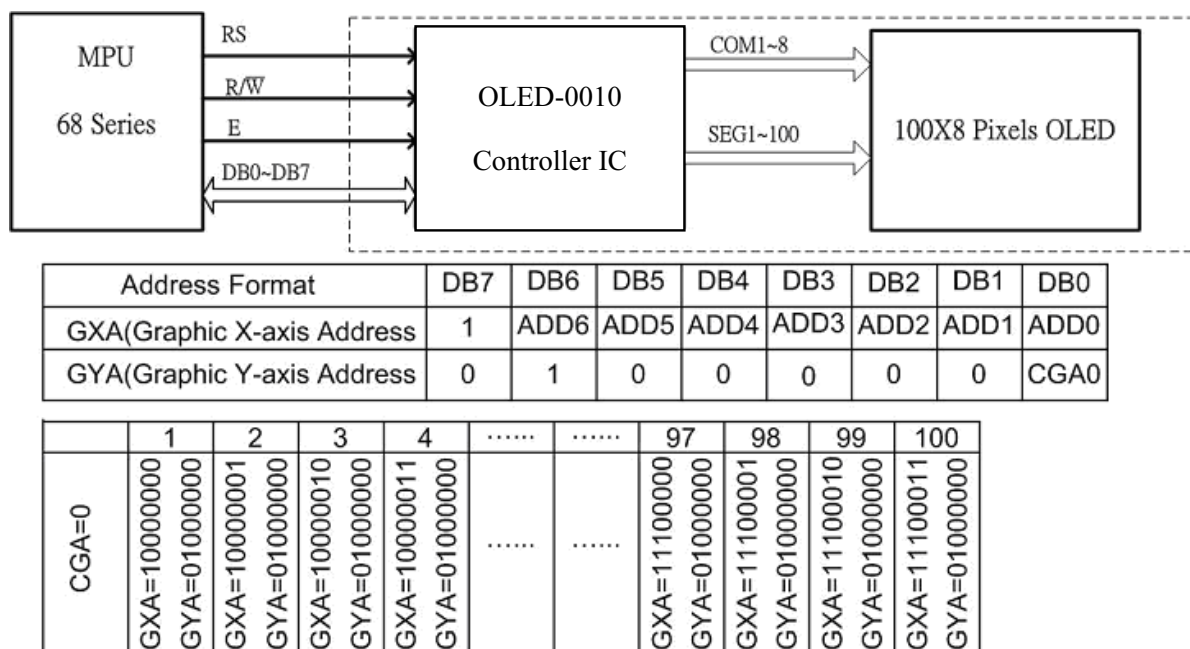 MPU
68 Series
RS
R/W
E
DB0~DB7
OLED-0010
Controller IC
COM1~8
SEG1~100
100X8 Pixels OLED
Address Format DB7 DB6 DB5 DB4 DB3 DB2 DB1 DB0
GXA(Graphic X-axis Address 1 ADD6 ADD5 ADD4 ADD3 ADD2 ADD1 ADD0
GYA(Graphic Y-axis Address 0 1 0 0 0 0 0 CGA0
1 2 3 4 ...... ...... 97 98 99 100
CGA=0
GXA=10000000
GYA=01000000
GXA=10000001
GYA=01000000
GXA=10000010
GYA=01000000
GXA=10000011
GYA=01000000
...... ......
GXA=11100000
GYA=01000000
GXA=11100001
GYA=01000000
GXA=11100010
GYA=01000000
GXA=11100011
GYA=01000000